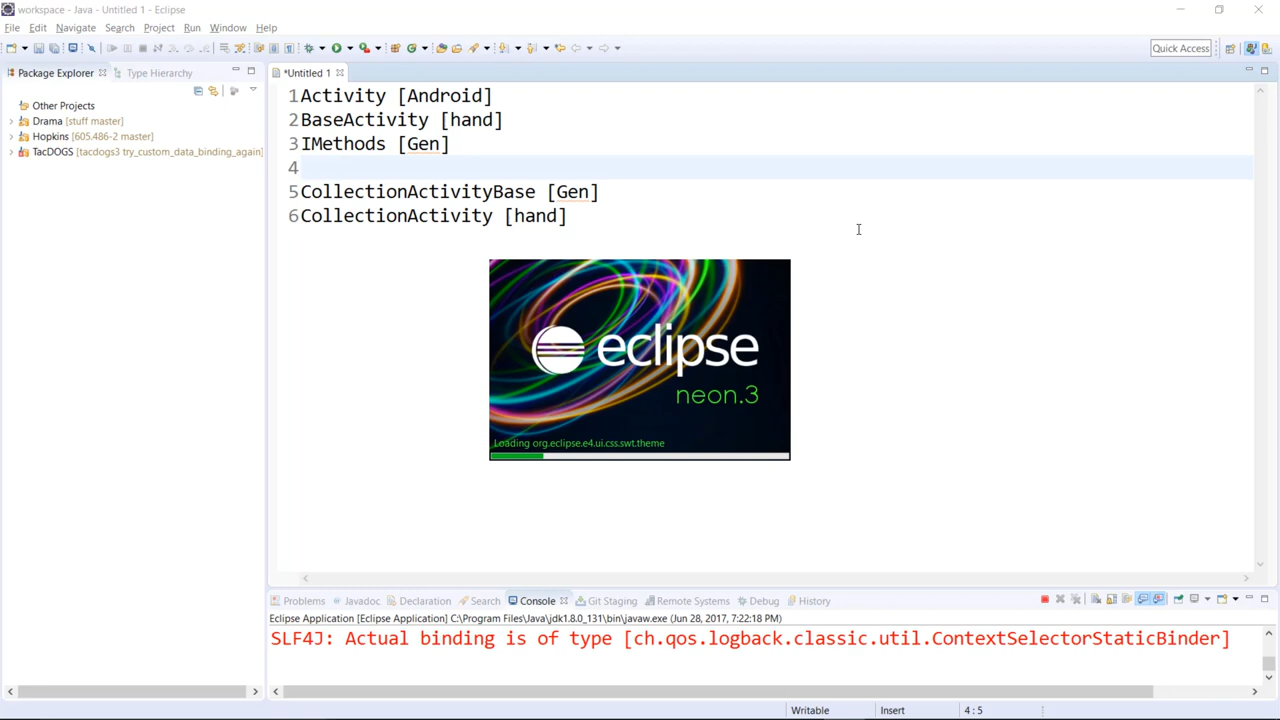 workspace - Java - Untitled 1 - Eclipse
File Edit Navigate Search Project Run Window Help
Quick Access
Package Explorer Type Hierarchy
*Untitled 1
Other Projects
Drama [stuff master]
Hopkins [605.486-2 master]
TacDOGS [tacdogs3 try_custom_data_binding_again]
1 Activity [Android]
2 BaseActivity [hand]
3 IMethods [Gen]
4
5 CollectionActivityBase [Gen]
6 CollectionActivity [hand]
eclipse
neon.3
Loading org.eclipse.e4.ui.css.swt.theme
Problems Javadoc Declaration Search Console Git Staging Remote Systems Debug History
Eclipse Application [Eclipse Application] C:\Program Files\Java\jdk1.8.0_131\bin\javaw.exe (Jun 28, 2017, 7:22:18 PM)
SLF4J: Actual binding is of type [ch.qos.logback.classic.util.ContextSelectorStaticBinder]
Writable Insert 4 : 5